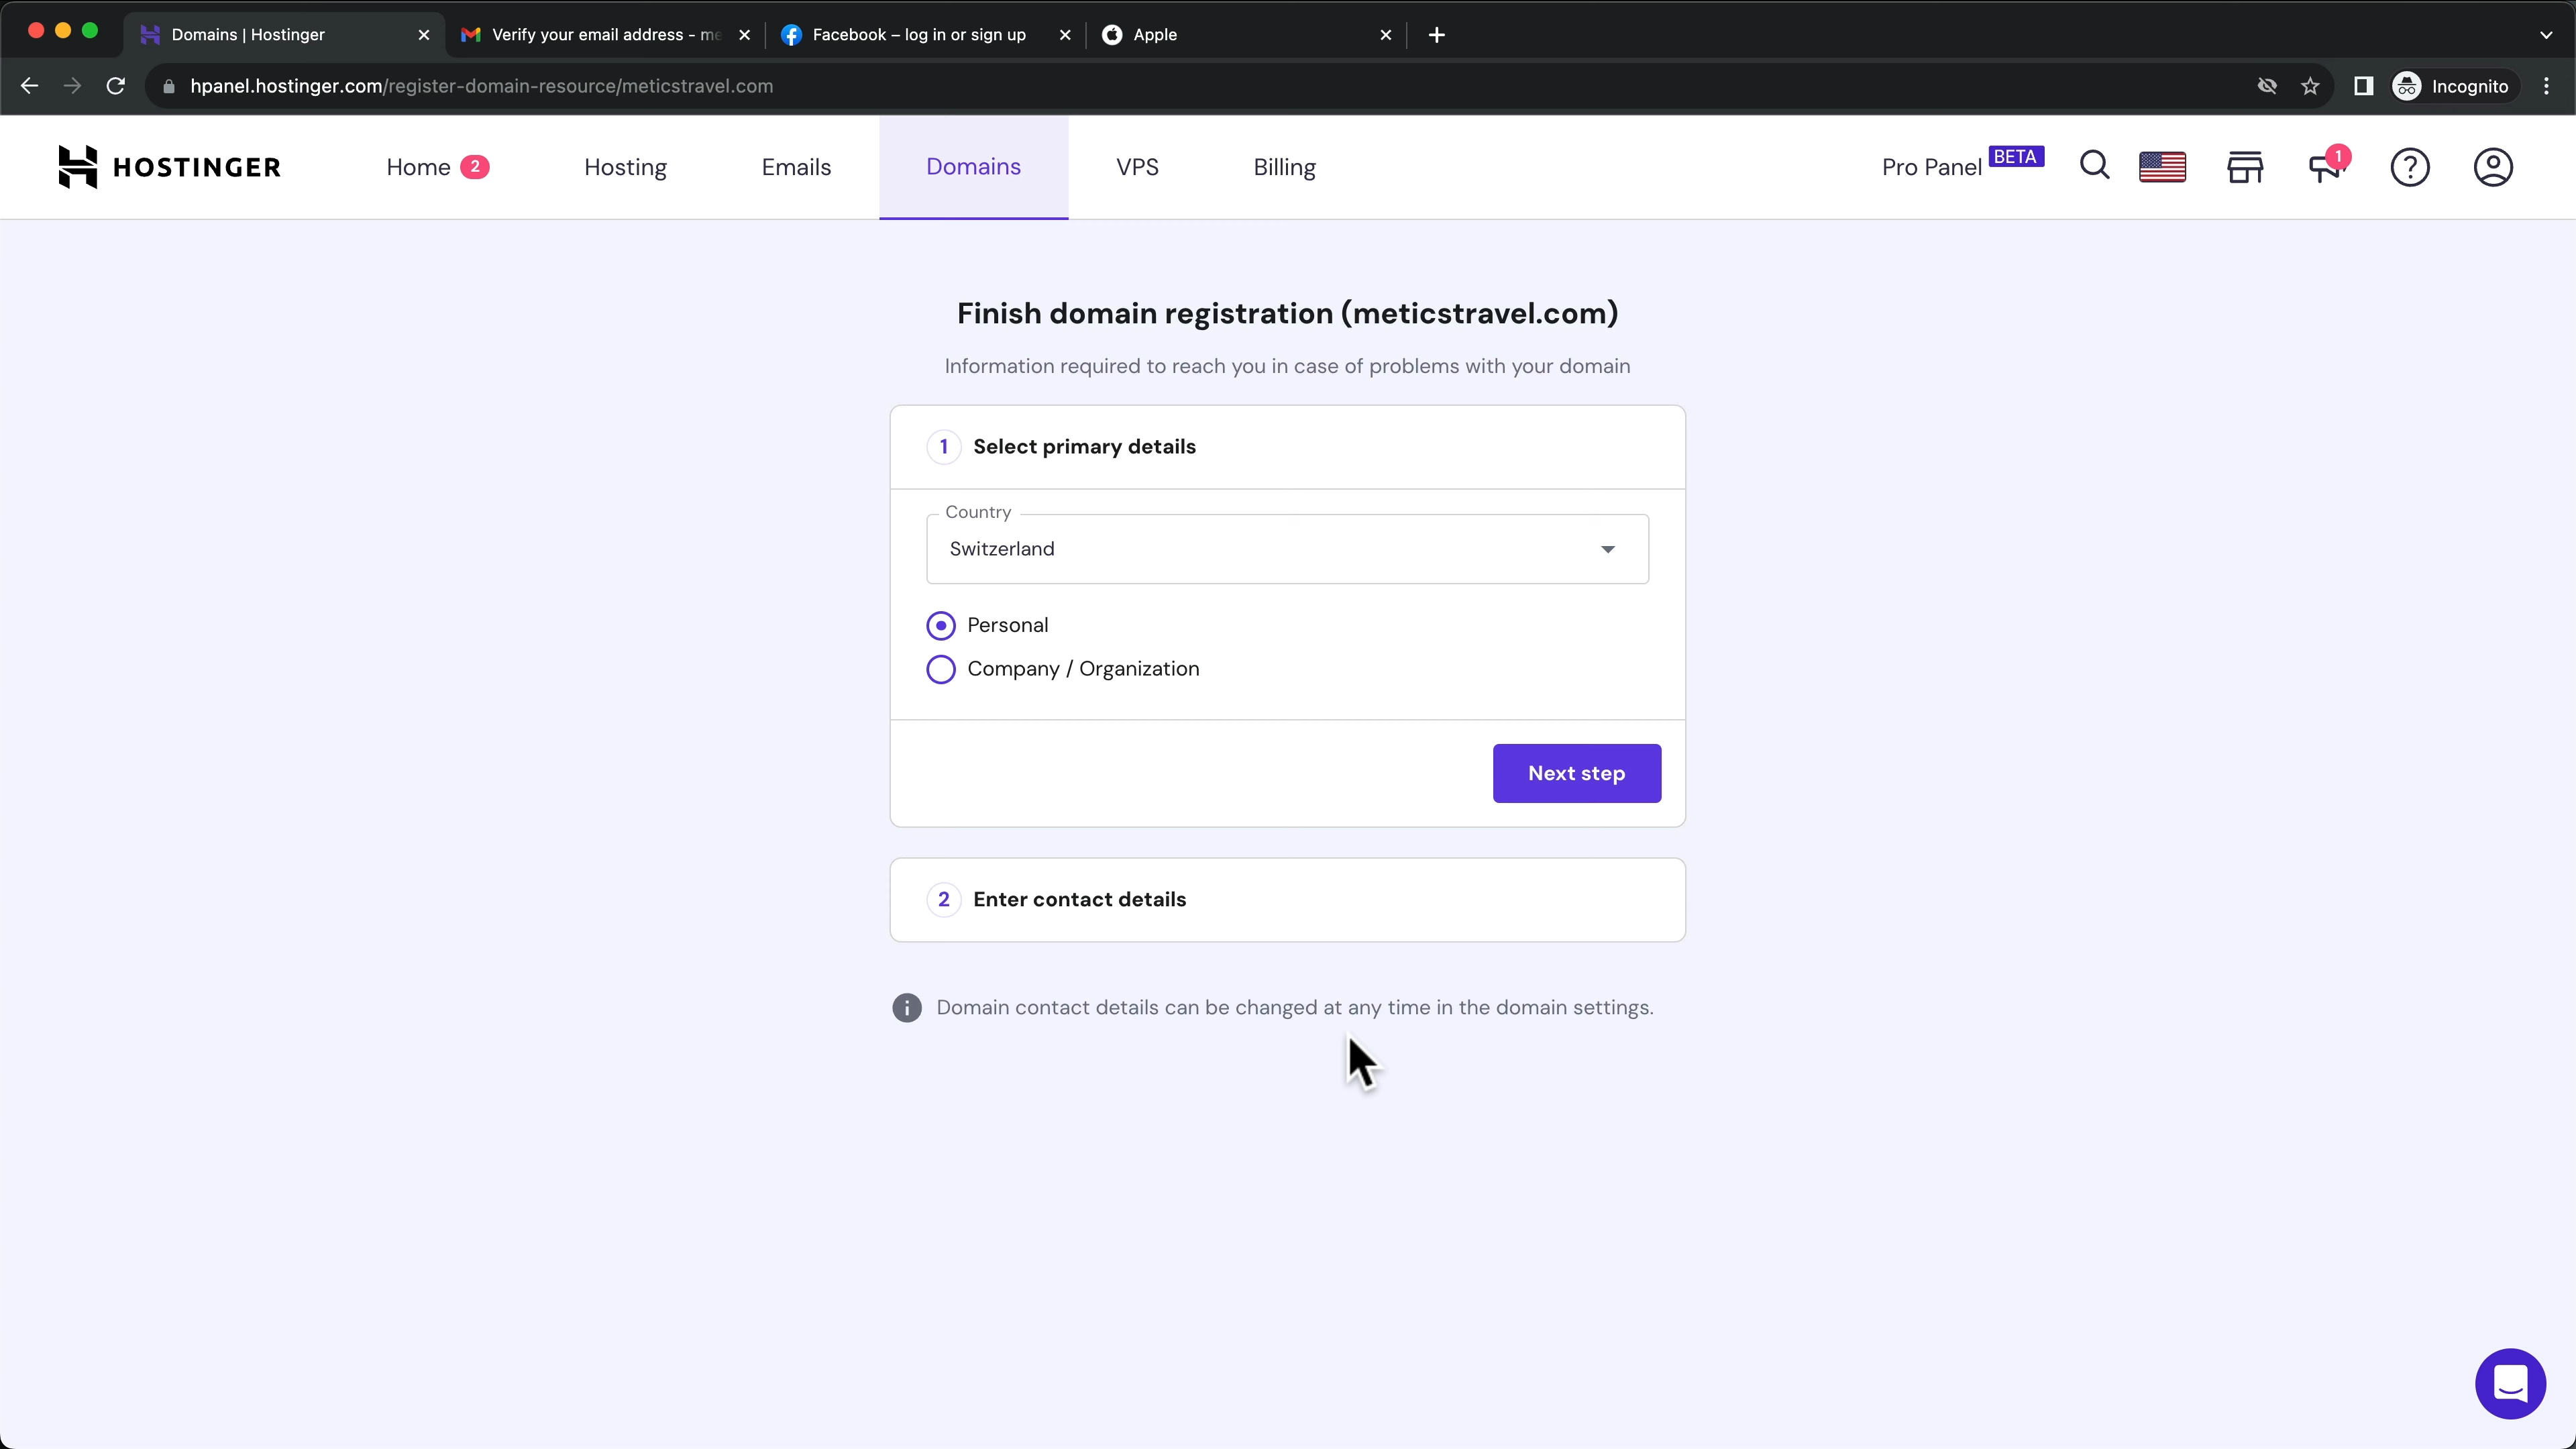 Domains | Hostinger
Verify your email address - me
Facebook – log in or sign up
Apple
hpanel.hostinger.com/register-domain-resource/meticstravel.com
Incognito
HOSTINGER
Home 2
Hosting
Emails
Domains
VPS
Billing
Pro Panel BETA
1
Finish domain registration (meticstravel.com)
Information required to reach you in case of problems with your domain
1 Select primary details
Country
Switzerland
Personal
Company / Organization
Next step
2 Enter contact details
Domain contact details can be changed at any time in the domain settings.